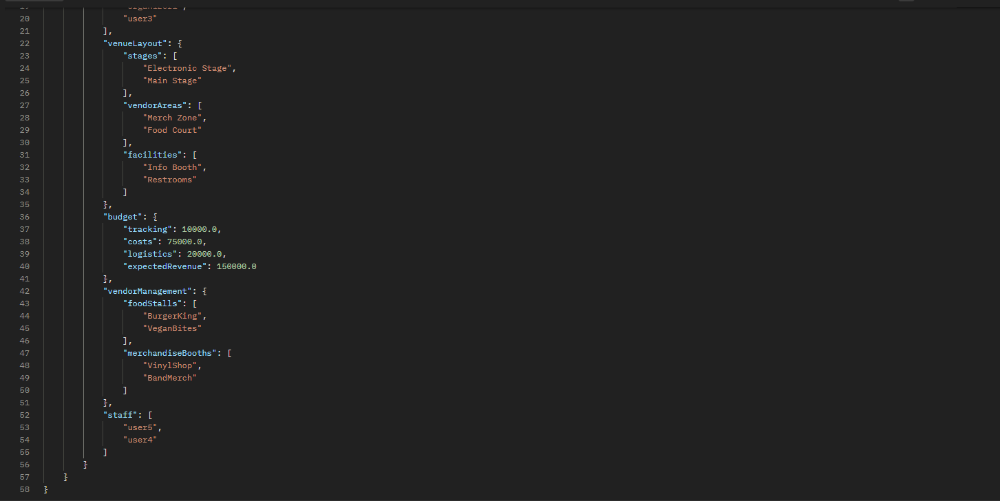 20 "user3"
21 ],
22 "venueLayout": {
23 "stages": [
24 "Electronic Stage",
25 "Main Stage"
26 ],
27 "vendorAreas": [
28 "Merch Zone",
29 "Food Court"
30 ],
31 "facilities": [
32 "Info Booth",
33 "Restrooms"
34 ]
35 },
36 "budget": {
37 "tracking": 10000.0,
38 "costs": 75000.0,
39 "logistics": 20000.0,
40 "expectedRevenue": 150000.0
41 },
42 "vendorManagement": {
43 "foodStalls": [
44 "BurgerKing",
45 "VeganBites"
46 ],
47 "merchandiseBooths": [
48 "VinylShop",
49 "BandMerch"
50 ]
51 },
52 "staff": [
53 "user5",
54 "user4"
55 ]
56 }
57 }
58 }